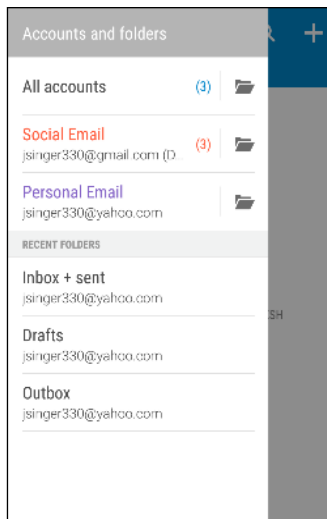 Accounts and folders
All accounts (3)
Social Email (3)
jsinger330@gmail.com (D...
Personal Email
jsinger330@yahoo.com
RECENT FOLDERS
Inbox + sent
jsinger330@yahoo.com
Drafts
jsinger330@yahoo.com
Outbox
jsinger330@yahoo.com